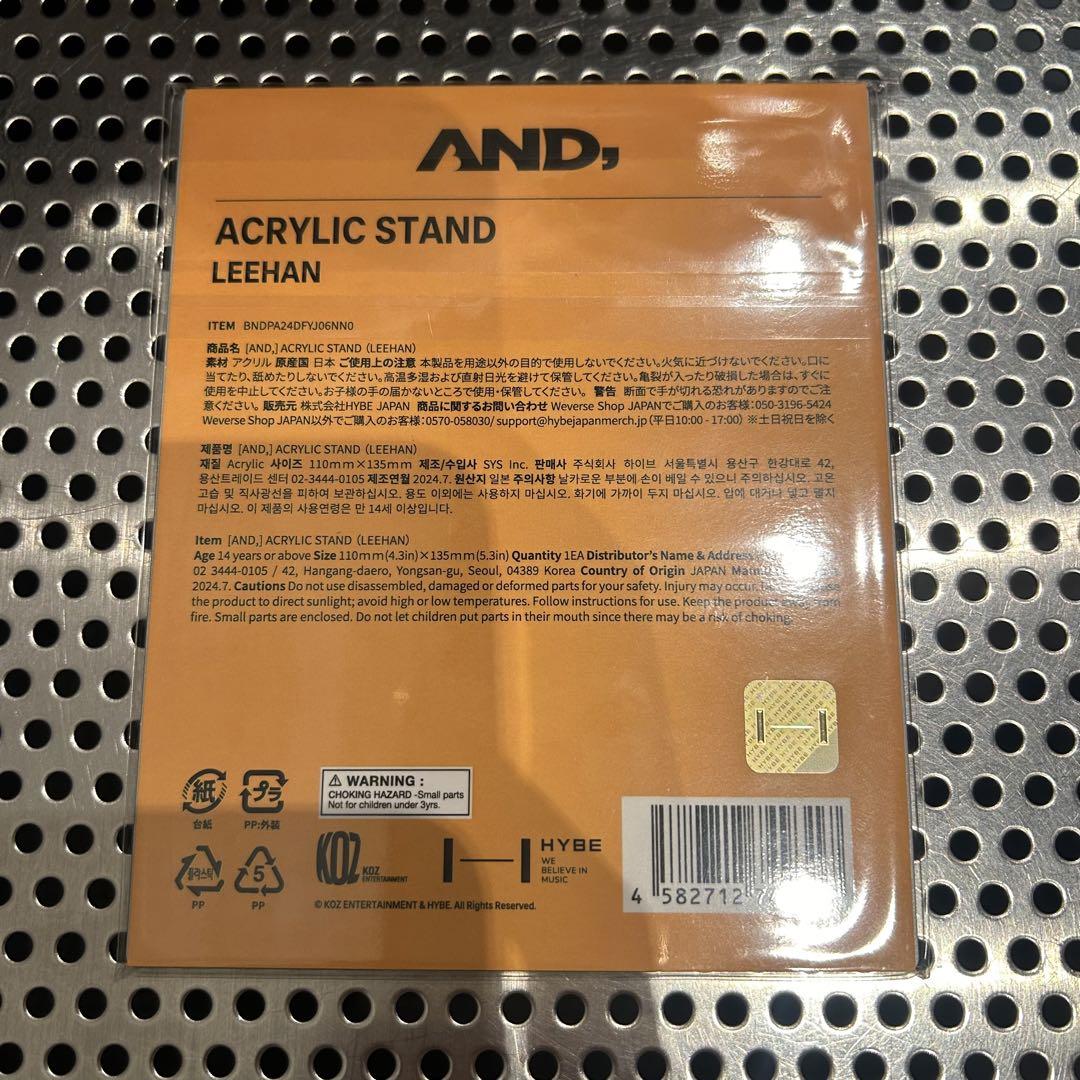 AND,
ACRYLIC STAND
LEEHAN
ITEM BNDPA24DFYJ06NN0
商品名 [AND,] ACRYLIC STAND (LEEHAN)
素材 アクリル 原産国 日本 ご使用上の注意 本製品を用途以外の目的で使用しないでください。火気に近づけないでください。口に
当てたり、舐めたりしないでください。高温多湿および直射日光を避けて保管してください。亀裂が入ったり破損した場合は、すぐに
使用を中止してください。お子様の手の届かないところで使用・保管してください。 警告 断面で手が切れる恐れがありますのでご注
意ください。 販売元 株式会社HYBE JAPAN 商品に関するお問い合わせ Weverse Shop JAPANでご購入のお客様：050-3196-5424
Weverse Shop JAPAN以外でご購入のお客様：0570-058030/ support@hybejapanmerch.jp (平日10:00 - 17:00) ※土日祝日を除く
제품명 [AND,] ACRYLIC STAND (LEEHAN)
재질 Acrylic 사이즈 110mm×135mm 제조/수입사 SYS Inc. 판매사 주식회사 하이브 서울특별시 용산구 한강대로 42,
용산트레이드 센터 02-3444-0105 제조연월 2024.7. 원산지 일본 주의사항 날카로운 부분에 손이 베일 수 있으니 주의하십시오. 고온
고습 및 직사광선을 피하여 보관하십시오. 용도 이외에는 사용하지 마십시오. 화기에 가까이 두지 마십시오. 입에 대거나 넣고 빨지
마십시오. 이 제품의 사용연령은 만 14세 이상입니다.
Item [AND,] ACRYLIC STAND (LEEHAN)
Age 14 years or above Size 110mm(4.3in)×135mm(5.3in) Quantity 1EA Distributor's Name & Address
02 3444-0105 / 42, Hangang-daero, Yongsan-gu, Seoul, 04389 Korea Country of Origin JAPAN
2024.7. Cautions Do not use disassembled, damaged or deformed parts for your safety. Injury may occur.
the product to direct sunlight; avoid high or low temperatures. Follow instructions for use. Keep the product away from
fire. Small parts are enclosed. Do not let children put parts in their mouth since there may be a risk of choking.
紙
台紙
プラ
PP:外装
WARNING :
CHOKING HAZARD -Small parts
Not for children under 3yrs.
플라스틱
PP
5
PP
KOZ
KOZ
ENTERTAINMENT
HYBE
WE
BELIEVE IN
MUSIC
© KOZ ENTERTAINMENT & HYBE. All Rights Reserved.
4 582712 7